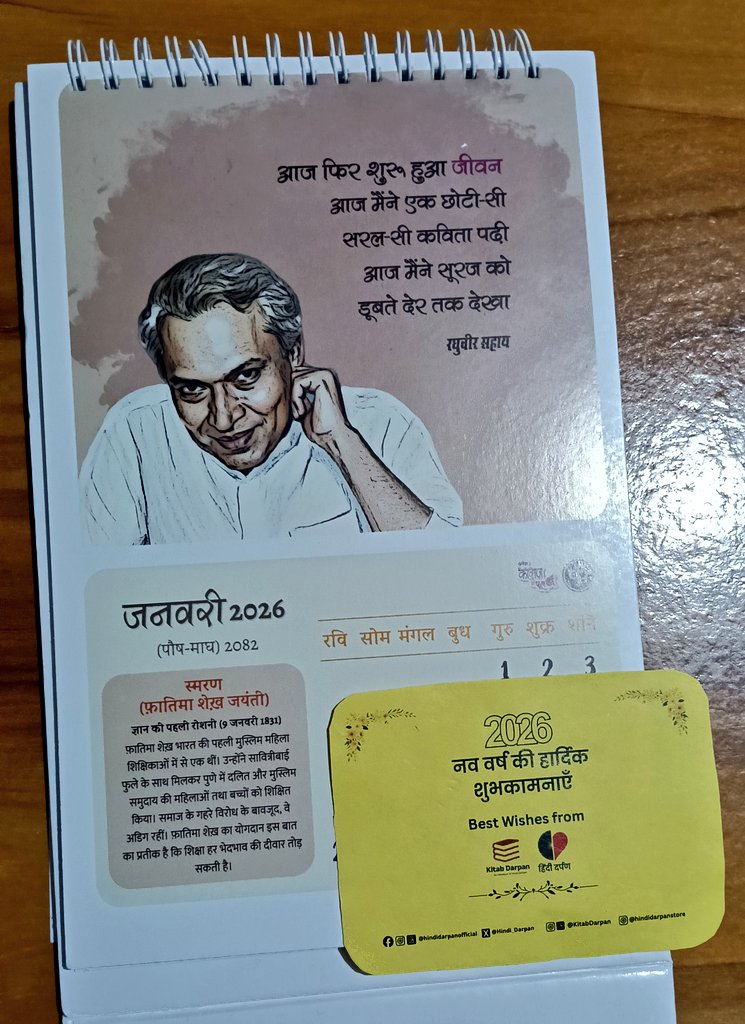 आज फिर शुरू हुआ जीवन
आज मैंने एक छोटी-सी
सरल-सी कविता पढ़ी
आज मैंने सूरज को
डूबते देर तक देखा
रघुवीर सहाय
जनवरी 2026
(पौष-माघ) 2082
रवि सोम मंगल बुध गुरु शुक्र शनि
1 2 3
स्मरण
(फ़ातिमा शेख़ जयंती)
ज्ञान की पहली रोशनी (9 जनवरी 1831)
फ़ातिमा शेख़ भारत की पहली मुस्लिम महिला
शिक्षिकाओं में से एक थीं। उन्होंने सावित्रीबाई
फुले के साथ मिलकर पुणे में दलित और मुस्लिम
समुदाय की महिलाओं तथा बच्चों को शिक्षित
किया। समाज के गहरे विरोध के बावजूद, वे
अडिग रहीं। फ़ातिमा शेख़ का योगदान इस बात
का प्रतीक है कि शिक्षा हर भेदभाव की दीवार तोड़
सकती है।
2026
नव वर्ष की हार्दिक
शुभकामनाएँ
Best Wishes from
Kitab Darpan हिंदी दर्पण
@hindidarpanofficial @Hindi_Darpan @KitabDarpan @hindidarpanstore